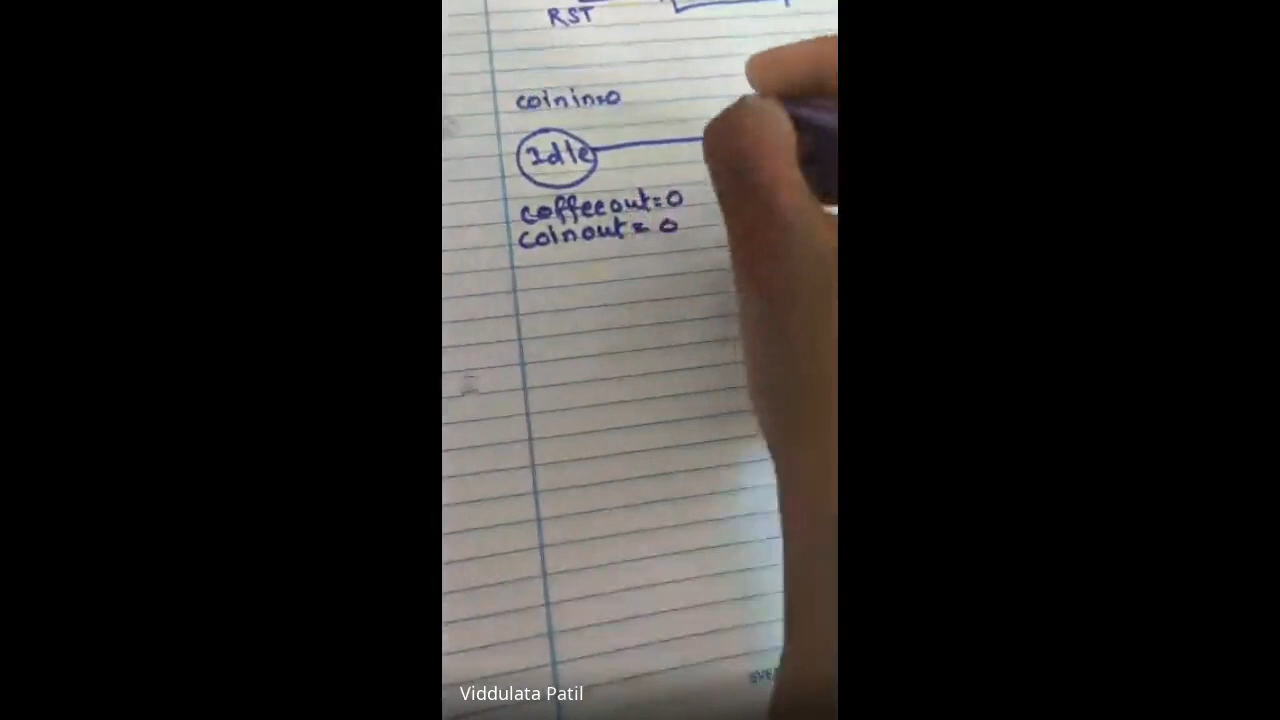 RST
coinin=0
Idle
coffeeout=0
coinout= 0
Viddulata Patil